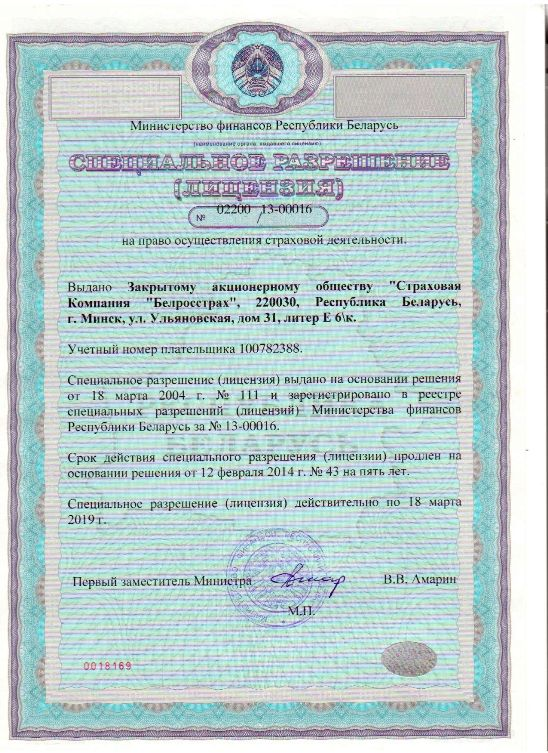 Министерство финансов Республики Беларусь
(наименование органа, выдавшего лицензию)
СПЕЦИАЛЬНОЕ РАЗРЕШЕНИЕ
(ЛИЦЕНЗИЯ)
№ 02200 / 13-00016
на право осуществления страховой деятельности.
Выдано Закрытому акционерному обществу "Страховая
Компания "Белросстрах", 220030, Республика Беларусь,
г. Минск, ул. Ульяновская, дом 31, литер Е 6\к.
Учетный номер плательщика 100782388.
Специальное разрешение (лицензия) выдано на основании решения
от 18 марта 2004 г. № 111 и зарегистрировано в реестре
специальных разрешений (лицензий) Министерства финансов
Республики Беларусь за № 13-00016.
БЕЛАРУСЬ
Срок действия специального разрешения (лицензии) продлен на
основании решения от 12 февраля 2014 г. № 43 на пять лет.
Специальное разрешение (лицензия) действительно по 18 марта
2019 г.
Первый заместитель Министра В.В. Амарин
М.П.
0018169